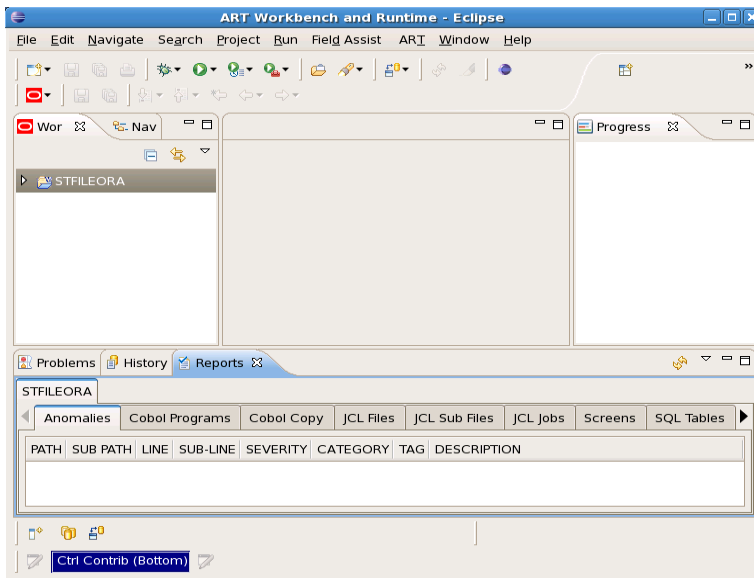 ART Workbench and Runtime - Eclipse
File Edit Navigate Search Project Run Field Assist ART Window Help
»
Wor Nav Progress
STFILEORA
Problems History Reports
STFILEORA
Anomalies Cobol Programs Cobol Copy JCL Files JCL Sub Files JCL Jobs Screens SQL Tables
PATH SUB PATH LINE SUB-LINE SEVERITY CATEGORY TAG DESCRIPTION
Ctrl Contrib (Bottom)